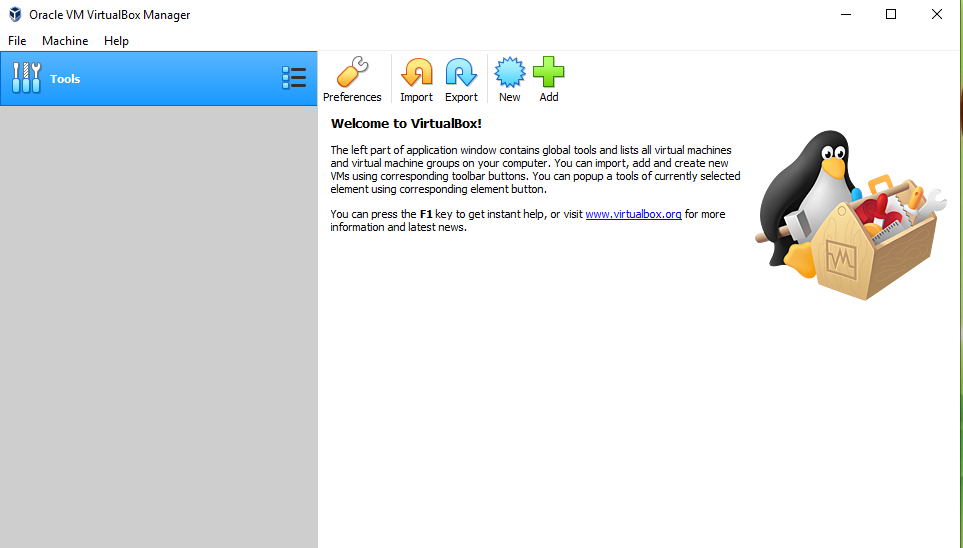 Oracle VM VirtualBox Manager
File Machine Help
Tools
Preferences Import Export New Add
Welcome to VirtualBox!
The left part of application window contains global tools and lists all virtual machines
and virtual machine groups on your computer. You can import, add and create new
VMs using corresponding toolbar buttons. You can popup a tools of currently selected
element using corresponding element button.
You can press the F1 key to get instant help, or visit www.virtualbox.org for more
information and latest news.
VM